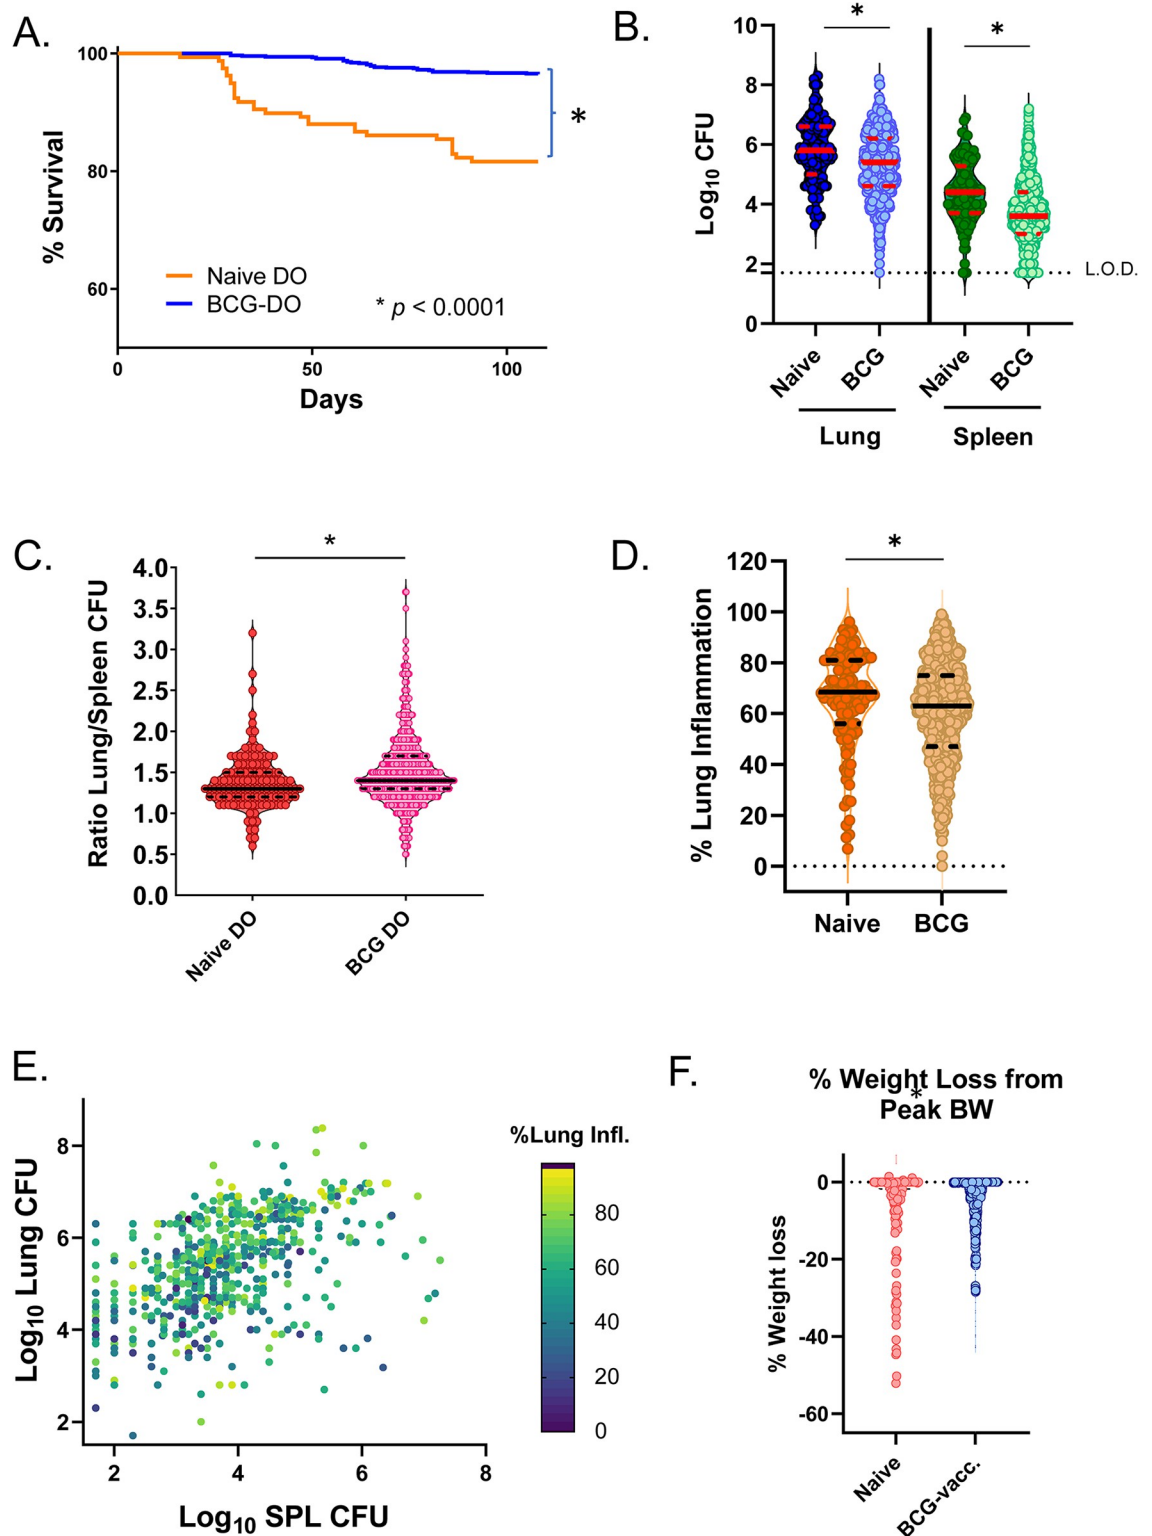 A.
% Survival
100
80
60
0
50
100
Days
Naive DO
BCG-DO
* p < 0.0001
*
B.
Log10 CFU
10
8
6
4
2
0
*
*
L.O.D.
Naive
BCG
Naive
BCG
Lung
Spleen
C.
Ratio Lung/Spleen CFU
4.0
3.5
3.0
2.5
2.0
1.5
1.0
0.5
0.0
*
Naive DO
BCG DO
D.
% Lung Inflammation
120
100
80
60
40
20
0
*
Naive
BCG
E.
Log10 Lung CFU
8
6
4
2
2
4
6
8
Log10 SPL CFU
%Lung Infl.
80
60
40
20
0
F.
% Weight Loss from
Peak BW
*
% Weight loss
0
-20
-40
-60
Naive
BCG-vacc.